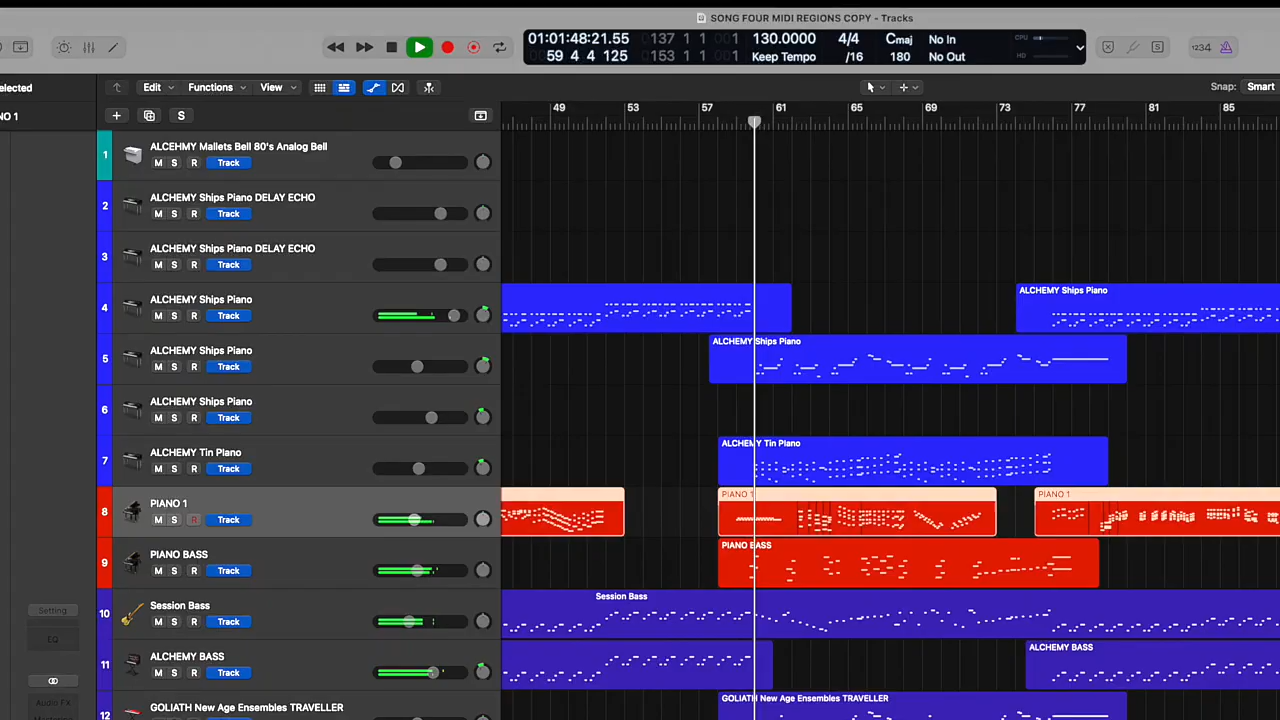 SONG FOUR MIDI REGIONS COPY - Tracks
01:01:48:21.55 137 1 1 001 130.0000 4/4 Cmaj No In CPU
59 4 4 125 153 1 1 001 Keep Tempo /16 180 No Out HD
1234
elected Edit Functions View Snap: Smart
O 1 S 49 53 57 61 65 69 73 77 81 85
1 ALCEHMY Mallets Bell 80's Analog Bell
M S R Track
2 ALCHEMY Ships Piano DELAY ECHO
M S R Track
3 ALCHEMY Ships Piano DELAY ECHO
M S R Track
4 ALCHEMY Ships Piano ALCHEMY Ships Piano
M S R Track
5 ALCHEMY Ships Piano ALCHEMY Ships Piano
M S R Track
6 ALCHEMY Ships Piano
M S R Track
7 ALCHEMY Tin Piano ALCHEMY Tin Piano
M S R Track
8 PIANO 1 PIANO 1 PIANO 1
M S R Track
9 PIANO BASS PIANO BASS
M S R Track
10 Session Bass Session Bass
M S R Track
Setting
EQ
11 ALCHEMY BASS ALCHEMY BASS
M S R Track
Audio FX
12 GOLIATH New Age Ensembles TRAVELLER GOLIATH New Age Ensembles TRAVELLER